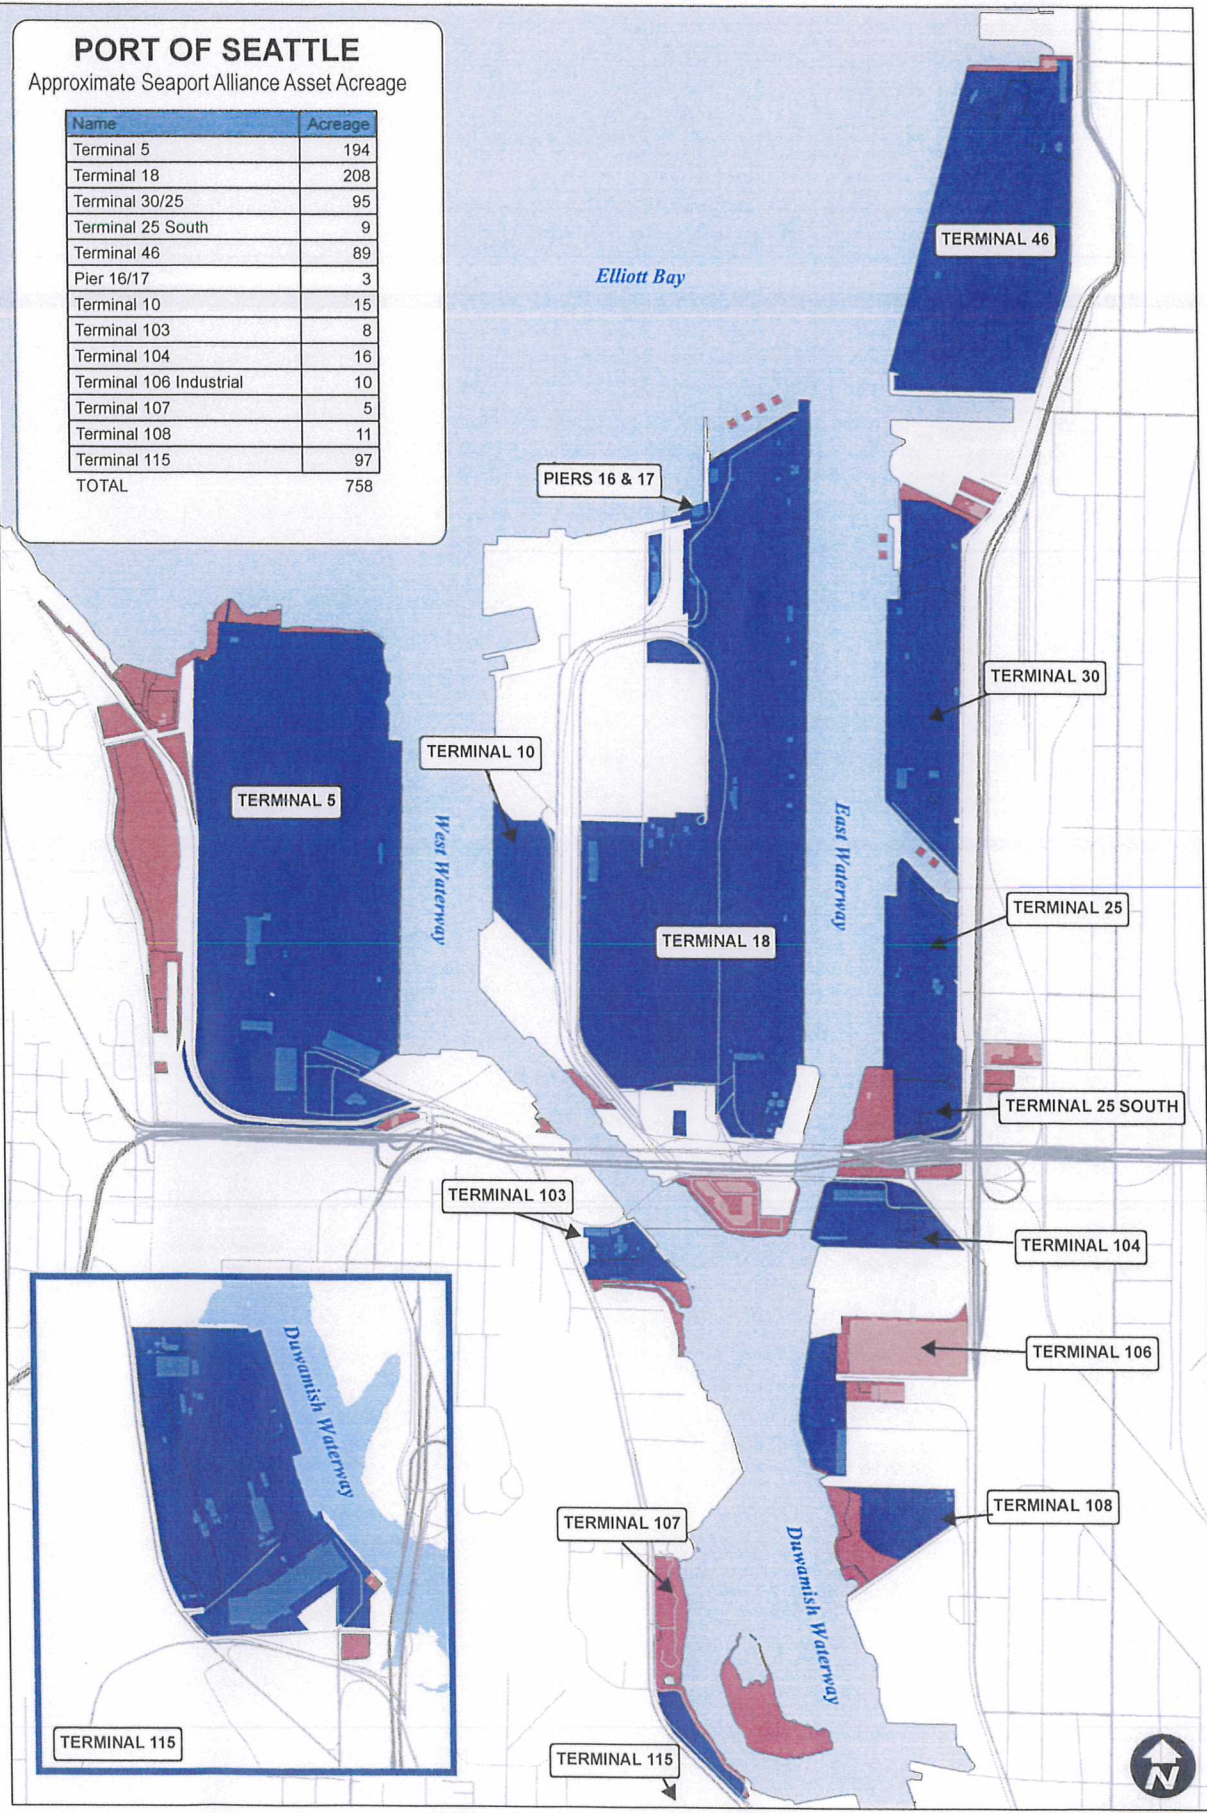 PORT OF SEATTLE
Approximate Seaport Alliance Asset Acreage
Name Acreage
Terminal 5 194
Terminal 18 208
Terminal 30/25 95
Terminal 25 South 9
Terminal 46 89
Pier 16/17 3
Terminal 10 15
Terminal 103 8
Terminal 104 16
Terminal 106 Industrial 10
Terminal 107 5
Terminal 108 11
Terminal 115 97
TOTAL 758
TERMINAL 46
Elliott Bay
PIERS 16 & 17
TERMINAL 30
TERMINAL 10
TERMINAL 5
West Waterway
East Waterway
TERMINAL 25
TERMINAL 18
TERMINAL 25 SOUTH
TERMINAL 103
TERMINAL 104
TERMINAL 106
Duwamish Waterway
TERMINAL 108
TERMINAL 107
Duwamish Waterway
TERMINAL 115
TERMINAL 115
N